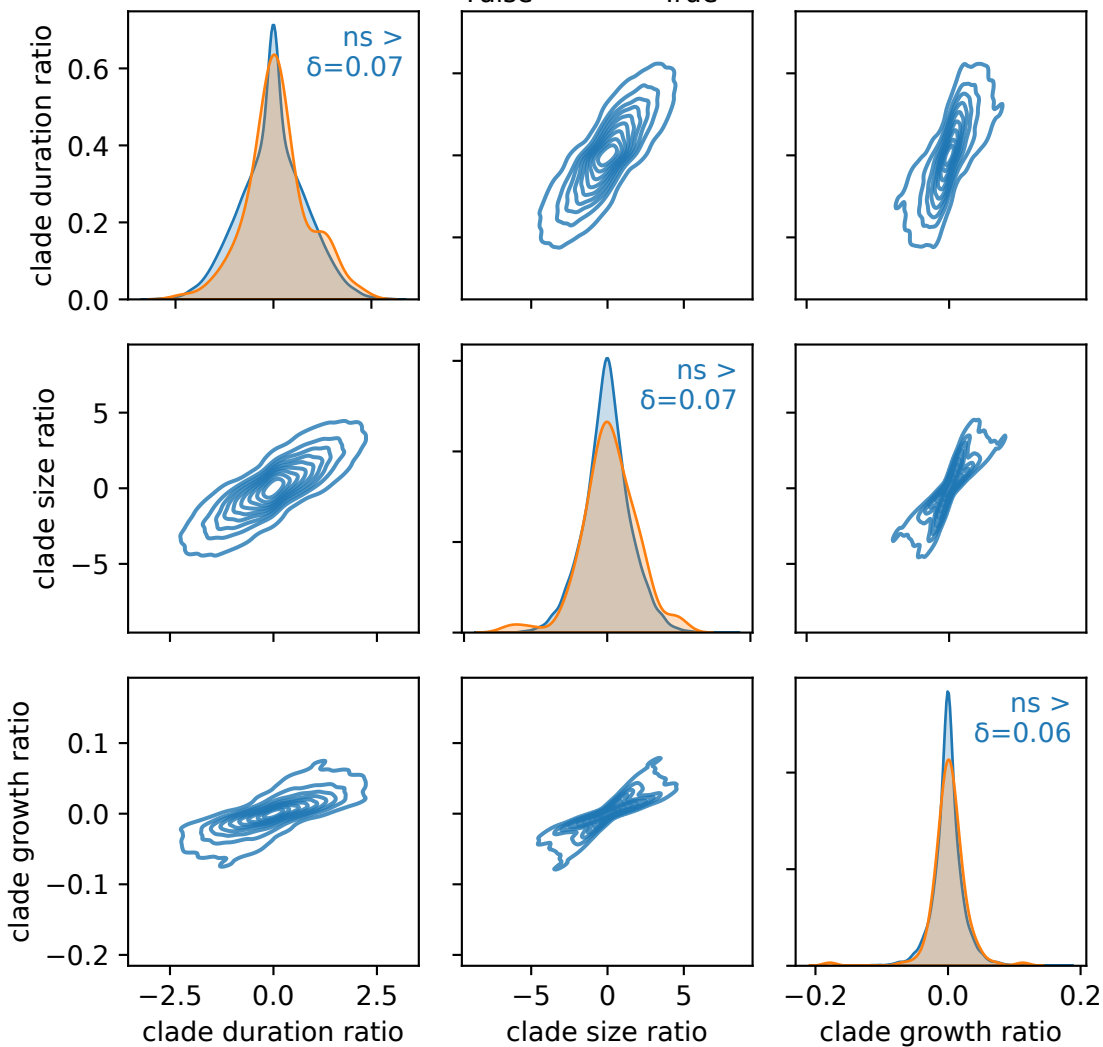 False True
clade duration ratio
0.6
0.4
0.2
0.0
ns >
δ=0.07
clade size ratio
5
0
−5
ns >
δ=0.07
clade growth ratio
0.1
0.0
−0.1
−0.2
ns >
δ=0.06
−2.5 0.0 2.5
−5 0 5
−0.2 0.0 0.2
clade duration ratio
clade size ratio
clade growth ratio